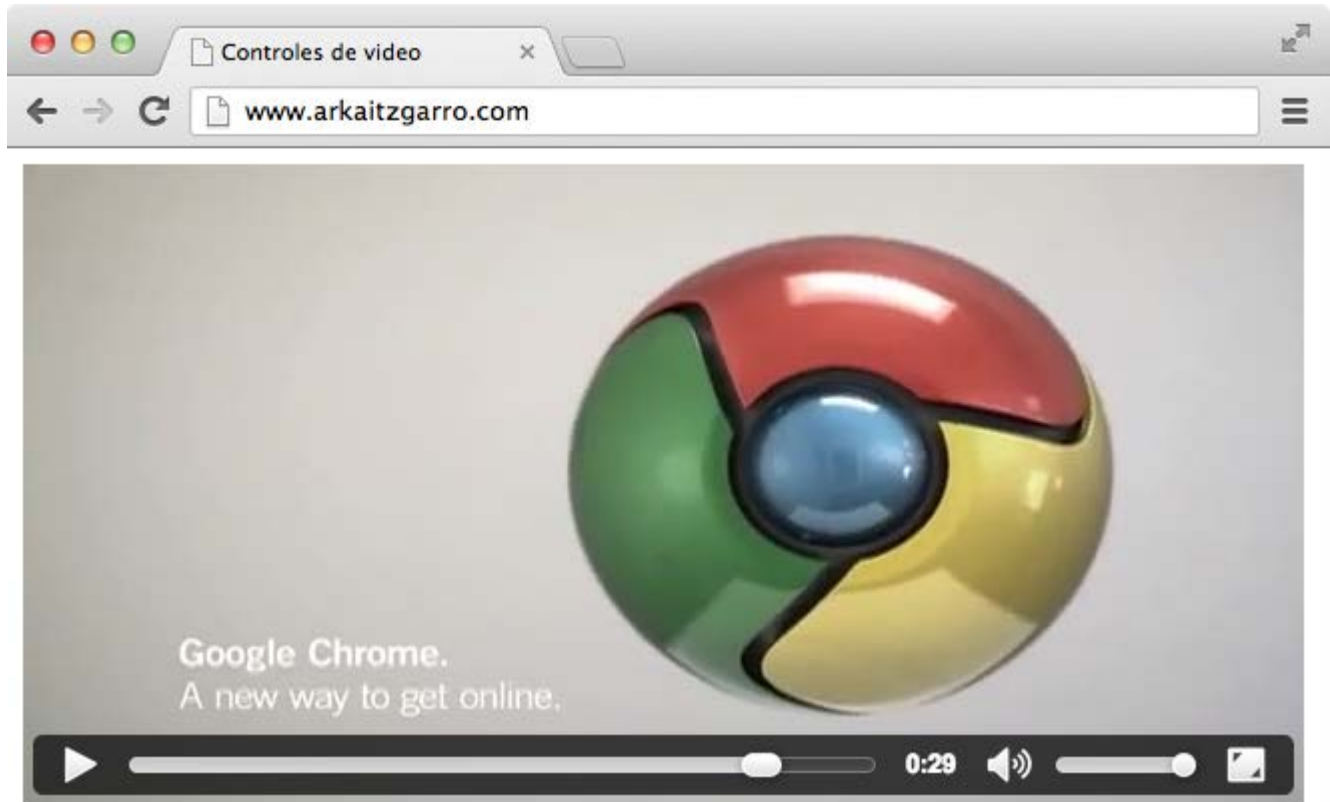 Controles de video
www.arkaitzgarro.com
Google Chrome.
A new way to get online.
0:29